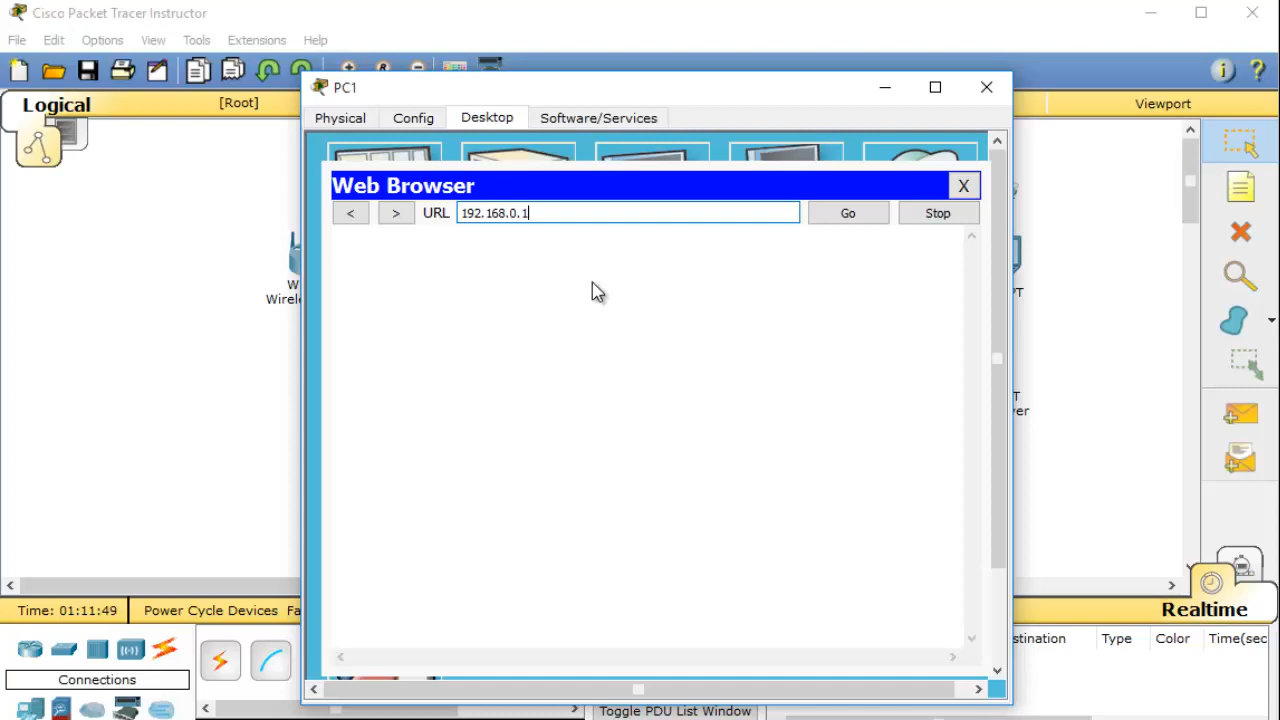 Cisco Packet Tracer Instructor
File Edit Options View Tools Extensions Help
PC1
Logical [Root] Viewport
Physical Config Desktop Software/Services
Web Browser X
< > URL 192.168.0.1 Go Stop
Time: 01:11:49 Power Cycle Devices
Realtime
Type Color Time(sec
Connections
Toggle PDU List Window